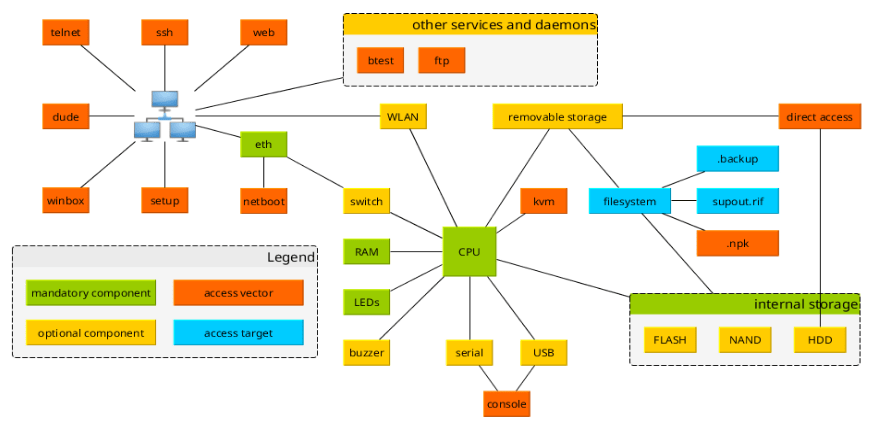 telnet
ssh
web
other services and daemons
btest
ftp
dude
WLAN
removable storage
direct access
eth
.backup
winbox
setup
netboot
switch
kvm
filesystem
supout.rif
.npk
Legend
RAM
CPU
mandatory component
access vector
LEDs
internal storage
optional component
access target
FLASH
NAND
HDD
buzzer
serial
USB
console